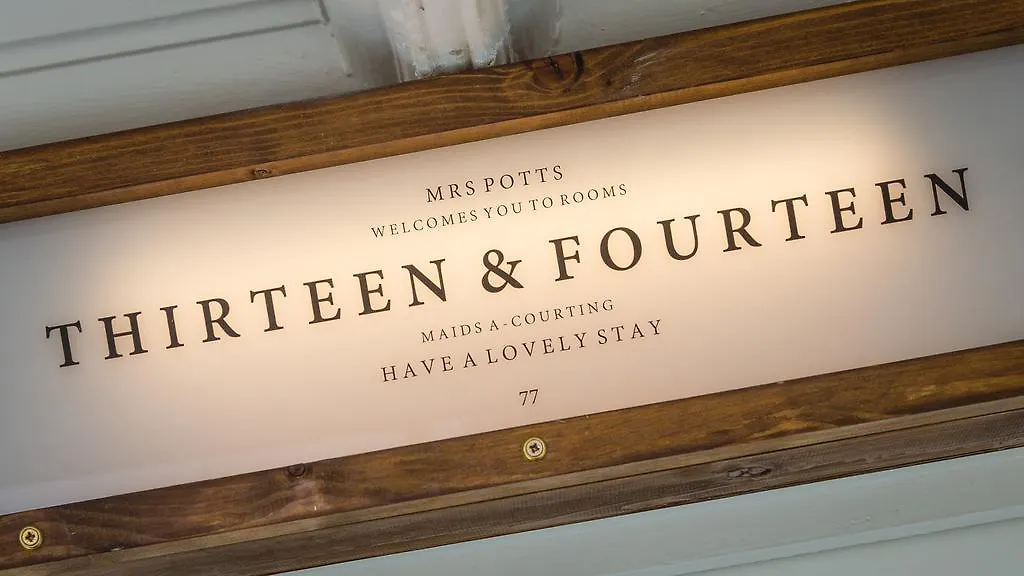 MRS POTTS
WELCOMES YOU TO ROOMS
THIRTEEN & FOURTEEN
MAIDS A-COURTING
HAVE A LOVELY STAY
77